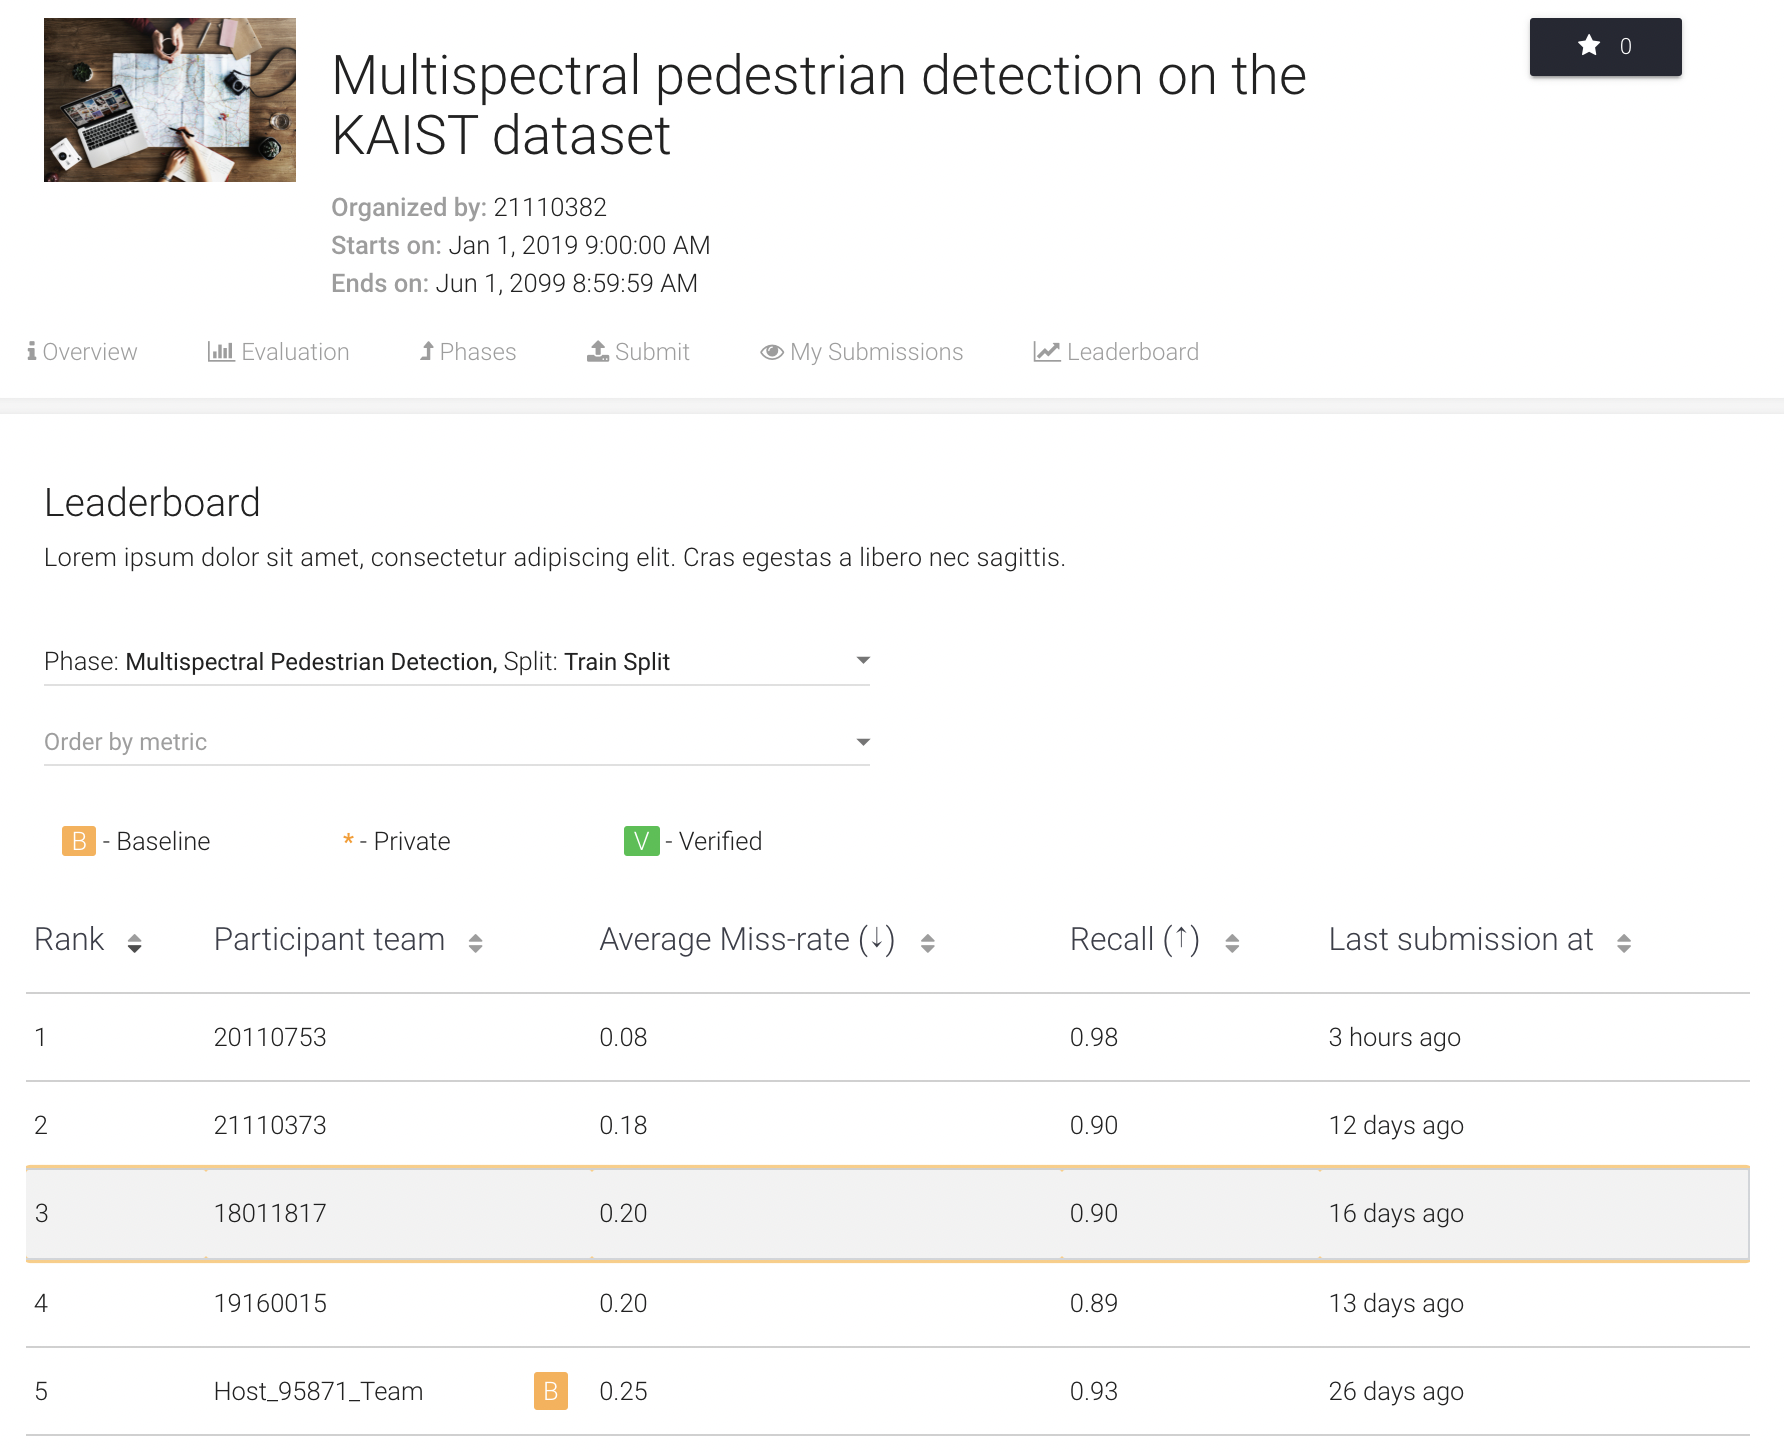 Multispectral pedestrian detection on the
KAIST dataset
0
Organized by: 21110382
Starts on: Jan 1, 2019 9:00:00 AM
Ends on: Jun 1, 2099 8:59:59 AM
Overview Evaluation Phases Submit My Submissions Leaderboard
Leaderboard
Lorem ipsum dolor sit amet, consectetur adipiscing elit. Cras egestas a libero nec sagittis.
Phase: Multispectral Pedestrian Detection, Split: Train Split
Order by metric
B - Baseline * - Private V - Verified
Rank Participant team Average Miss-rate (↓) Recall (↑) Last submission at
1 20110753 0.08 0.98 3 hours ago
2 21110373 0.18 0.90 12 days ago
3 18011817 0.20 0.90 16 days ago
4 19160015 0.20 0.89 13 days ago
5 Host_95871_Team B 0.25 0.93 26 days ago